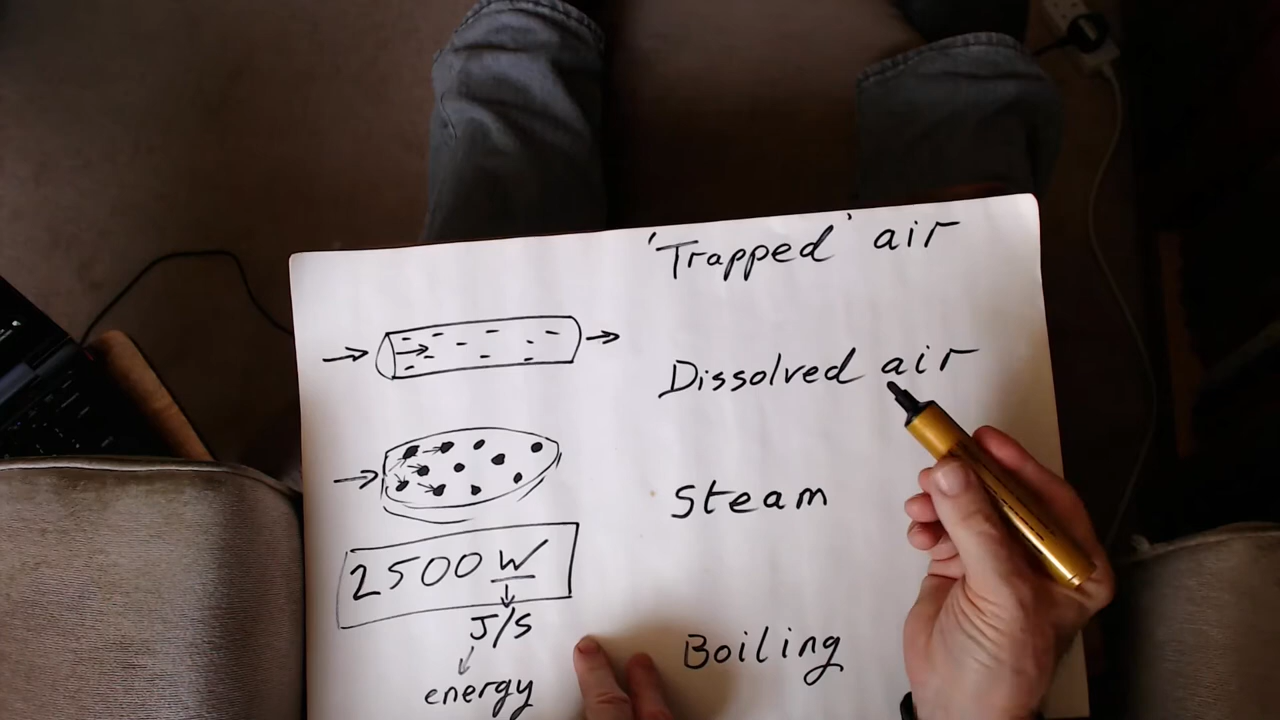 'Trapped' air
Dissolved air
Steam
2500 W
J/S
energy
Boiling